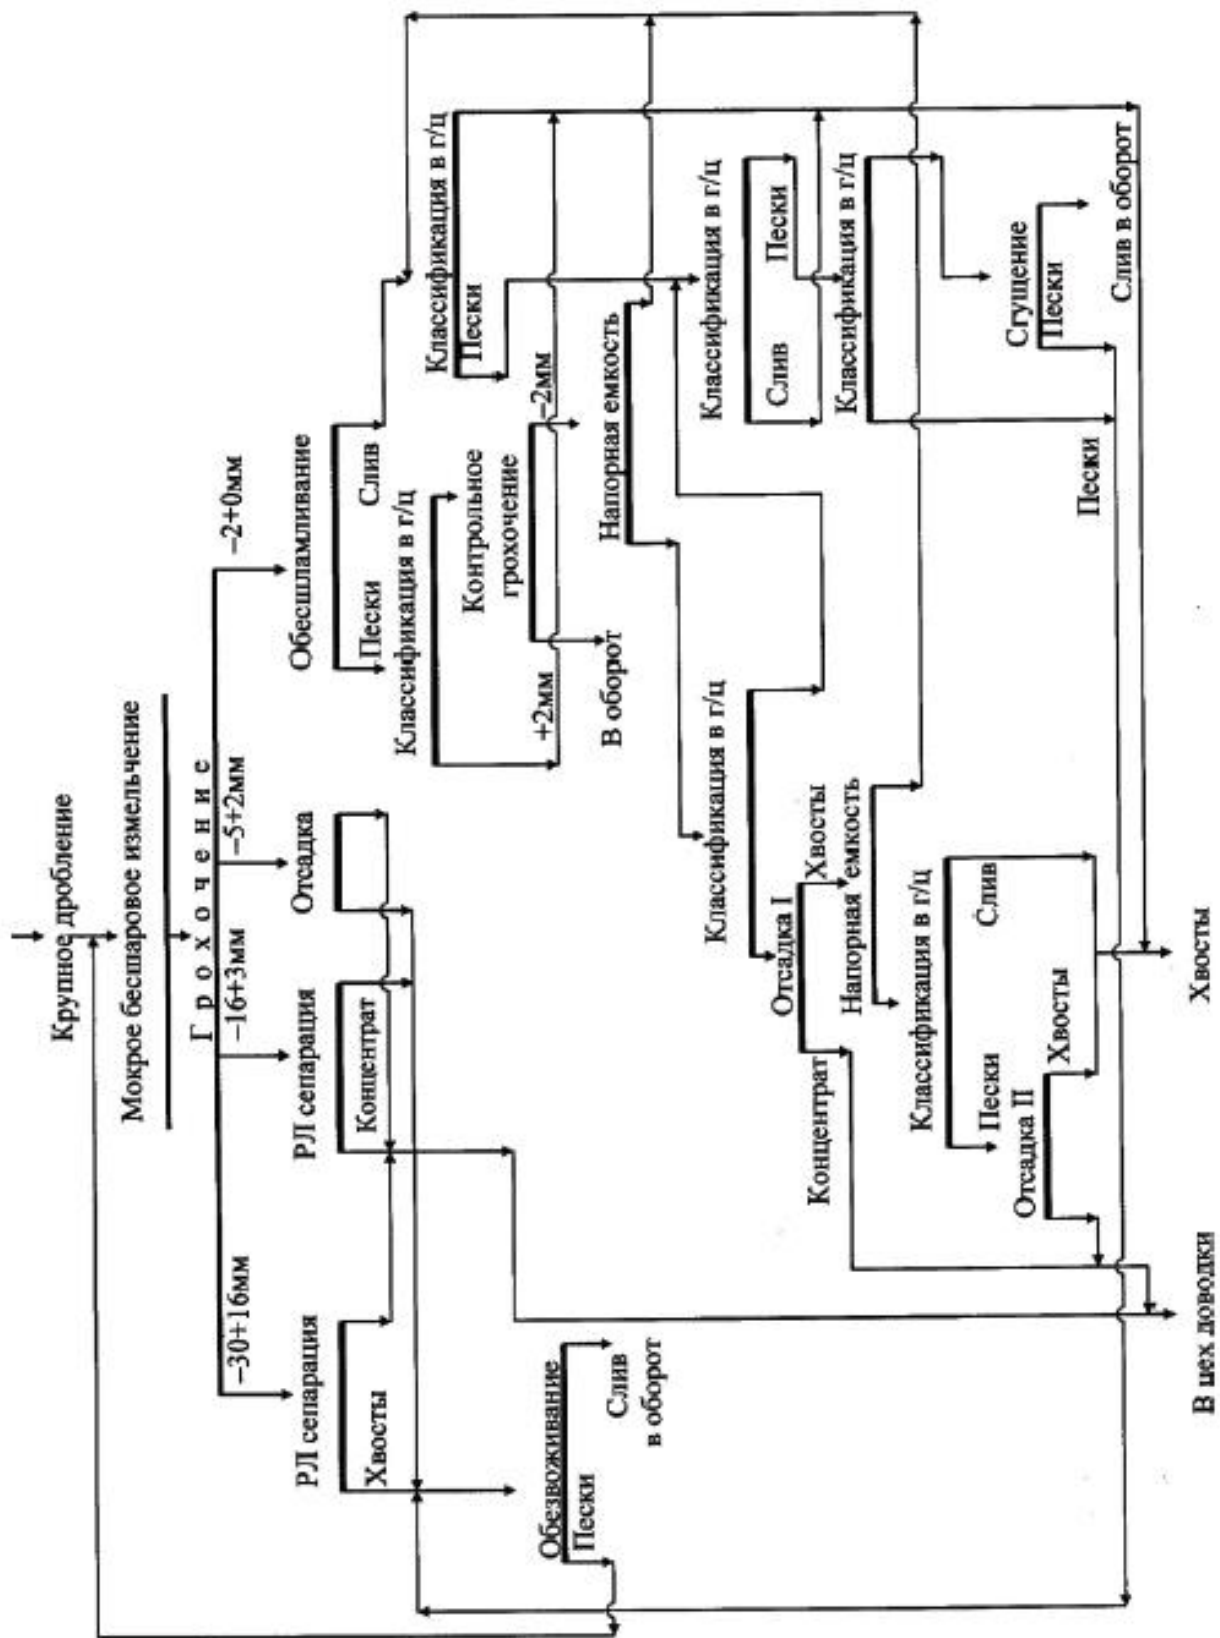 Крупное дробление
Мокрое бесшаровое измельчение
Грохочение
−30+16мм
−16+3мм
−5+2мм
−2+0мм
РЛ сепарация
РЛ сепарация
Отсадка
Обесшламливание
Хвосты
Концентрат
Пески
Слив
Классификация в г/ц
Классификация в г/ц
Пески
Контрольное
грохочение
+2мм
−2мм
В оборот
Обезвоживание
Пески
Слив
в оборот
Напорная емкость
Классификация в г/ц
Классификация в г/ц
Слив
Пески
Отсадка I
Хвосты
Концентрат
Напорная емкость
Классификация в г/ц
Классификация в г/ц
Пески
Слив
Отсадка II
Хвосты
Сгущение
Пески
Пески
Слив в оборот
В цех доводки
Хвосты